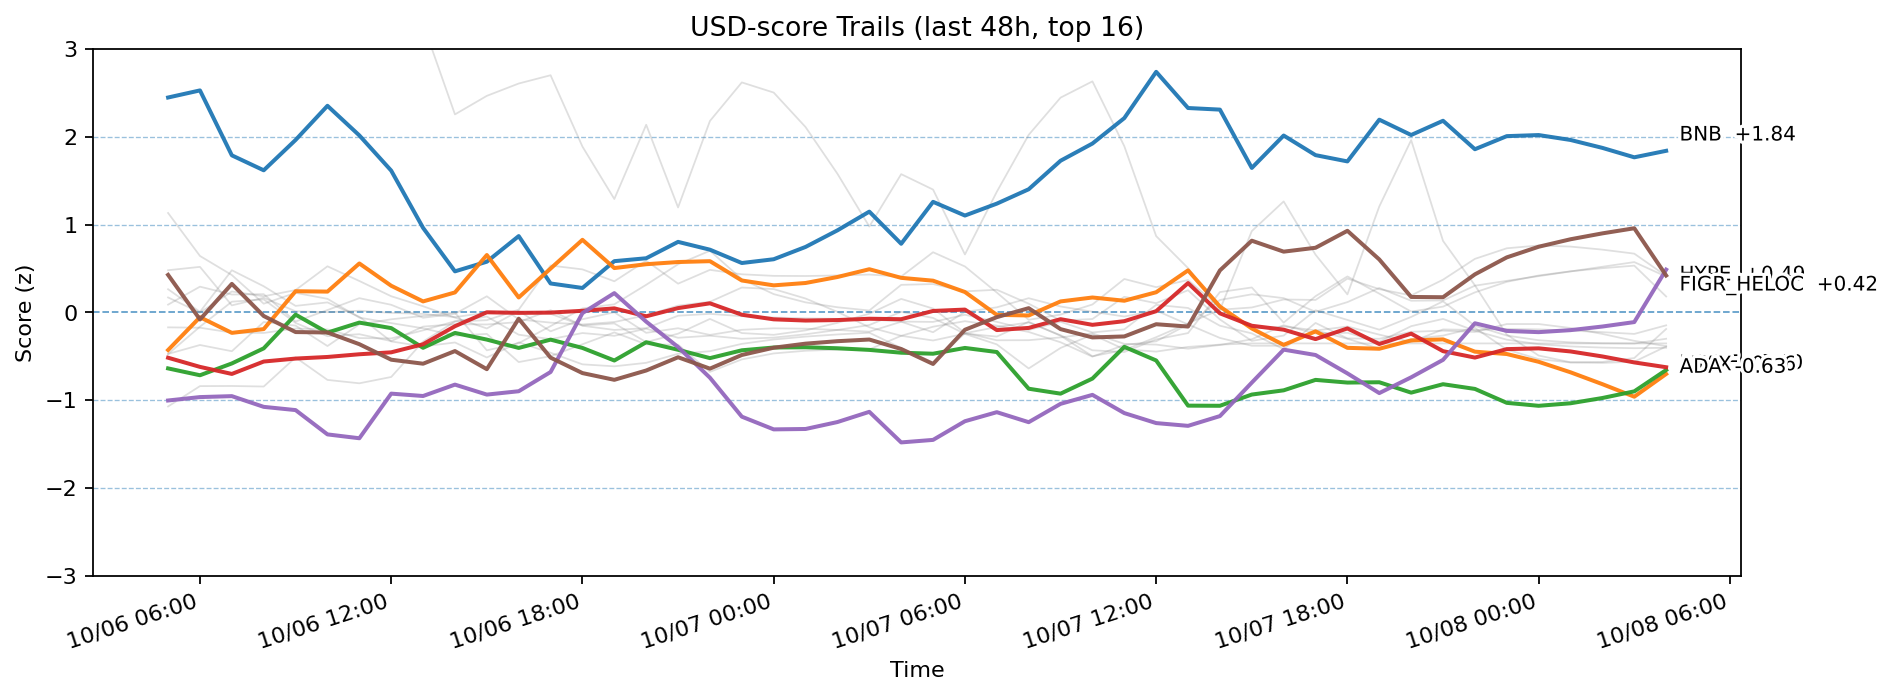 USD-score Trails (last 48h, top 16)
Score (z)
3
2
1
0
−1
−2
−3
BNB +1.84
HYPE +0.49
FIGR_HELOC +0.42
ADA -0.63
10/06 06:00
10/06 12:00
10/06 18:00
10/07 00:00
10/07 06:00
10/07 12:00
10/07 18:00
10/08 00:00
10/08 06:00
Time